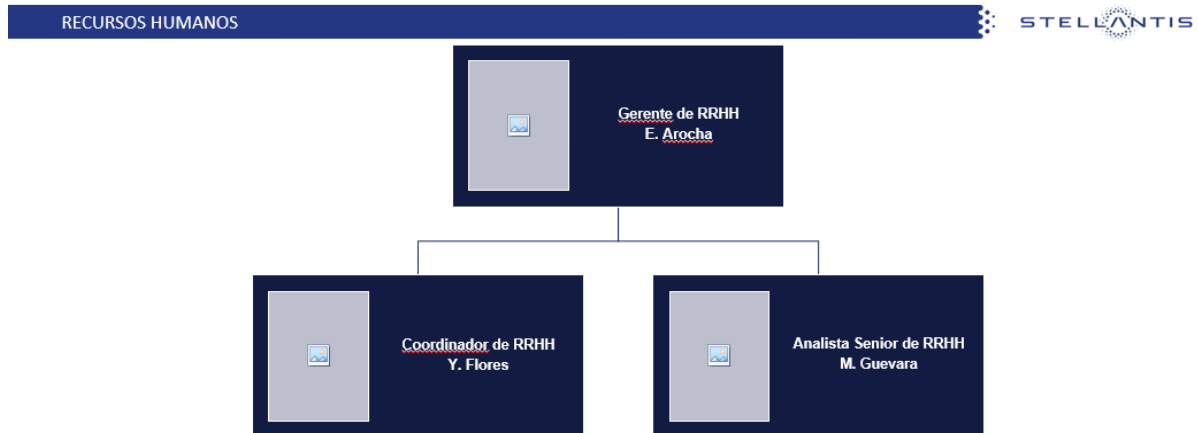 RECURSOS HUMANOS
STELLANTIS
Gerente de RRHH
E. Arocha
Coordinador de RRHH
Y. Flores
Analista Senior de RRHH
M. Guevara